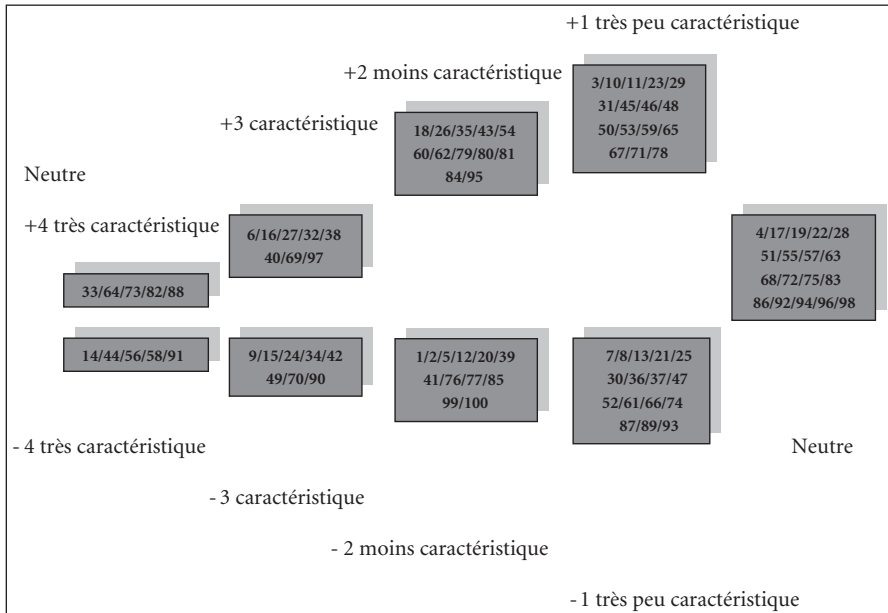 +1 très peu caractéristique
+2 moins caractéristique
3/10/11/23/29
31/45/46/48
50/53/59/65
67/71/78
+3 caractéristique
18/26/35/43/54
60/62/79/80/81
84/95
Neutre
+4 très caractéristique
6/16/27/32/38
40/69/97
4/17/19/22/28
51/55/57/63
68/72/75/83
86/92/94/96/98
33/64/73/82/88
14/44/56/58/91
9/15/24/34/42
49/70/90
1/2/5/12/20/39
41/76/77/85
99/100
7/8/13/21/25
30/36/37/47
52/61/66/74
87/89/93
- 4 très caractéristique
Neutre
- 3 caractéristique
- 2 moins caractéristique
- 1 très peu caractéristique